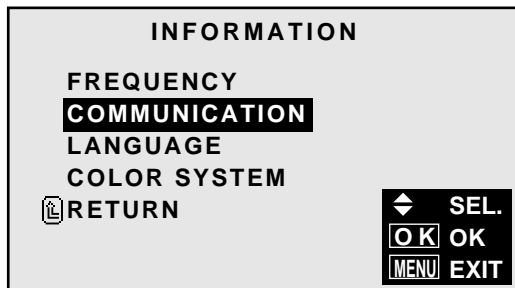 INFORMATION
FREQUENCY
COMMUNICATION
LANGUAGE
COLOR SYSTEM
RETURN
SEL.
OK OK
MENU EXIT